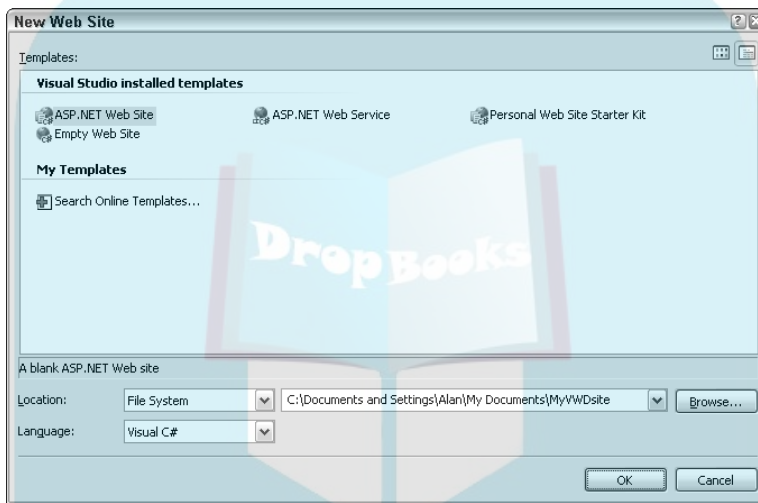 New Web Site
Templates:
Visual Studio installed templates
ASP.NET Web Site
ASP.NET Web Service
Personal Web Site Starter Kit
Empty Web Site
My Templates
Search Online Templates...
DropBooks
A blank ASP.NET Web site
Location:
File System
C:\Documents and Settings\Alan\My Documents\MyVWDsite
Browse...
Language:
Visual C#
OK
Cancel